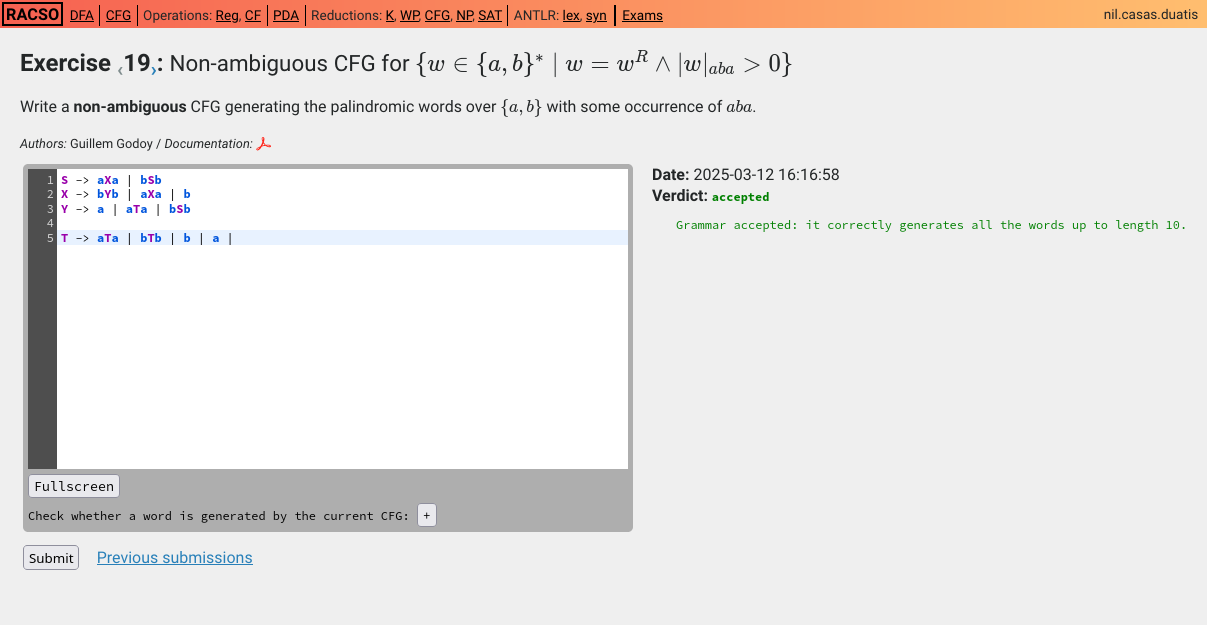 RACSO DFA CFG Operations: Reg, CF PDA Reductions: K, WP, CFG, NP, SAT ANTLR: lex, syn Exams nil.casas.duatis
Exercise ‹19›: Non-ambiguous CFG for {w ∈ {a, b}* | w = w^R ∧ |w|_{aba} > 0}
Write a non-ambiguous CFG generating the palindromic words over {a, b} with some occurrence of aba.
Authors: Guillem Godoy / Documentation:
1 S -> aXa | bSb
2 X -> bYb | aXa | b
3 Y -> a | aTa | bSb
4
5 T -> aTa | bTb | b | a |
Fullscreen
Check whether a word is generated by the current CFG: +
Submit Previous submissions
Date: 2025-03-12 16:16:58
Verdict: accepted
Grammar accepted: it correctly generates all the words up to length 10.